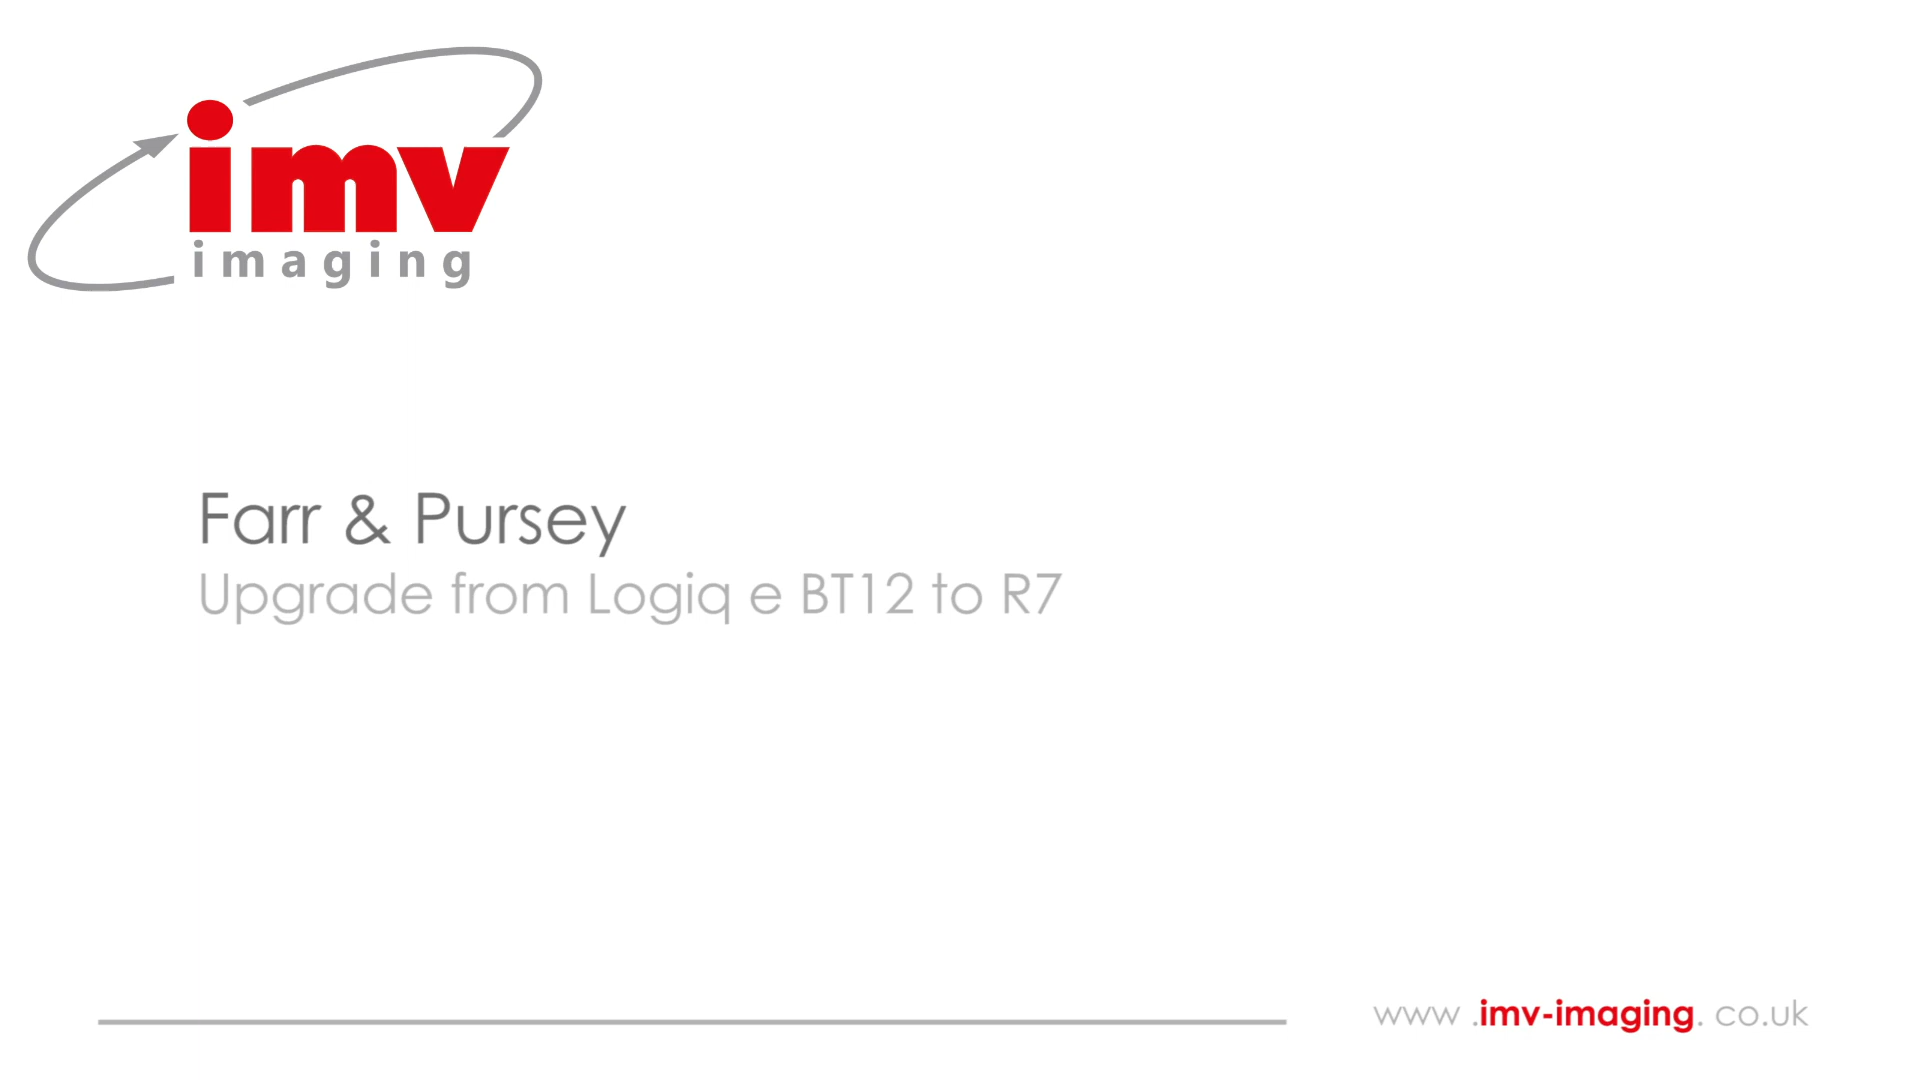 imv
imaging
Farr & Pursey
Upgrade from Logiq e BT12 to R7
www .imv-imaging. co.uk